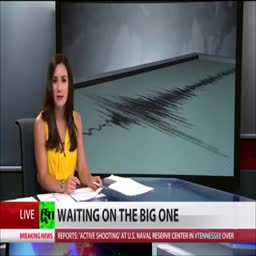 LIVE
RT
WAITING ON THE BIG ONE
BREAKING NEWS
REPORTS: 'ACTIVE SHOOTING' AT U.S. NAVAL RESERVE CENTER IN #TENNESSEE OVER